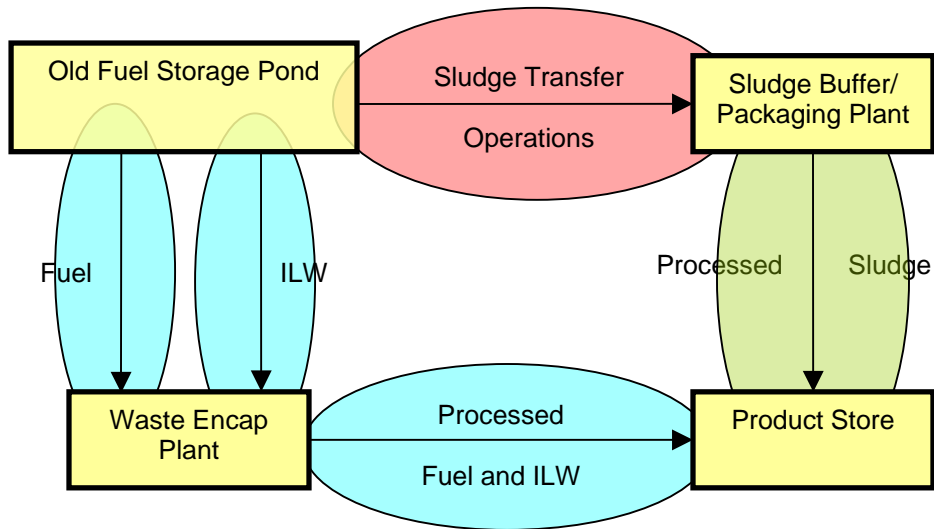 Old Fuel Storage Pond
Sludge Transfer
Operations
Sludge Buffer/
Packaging Plant
Fuel
ILW
Processed Sludge
Waste Encap
Plant
Processed
Fuel and ILW
Product Store